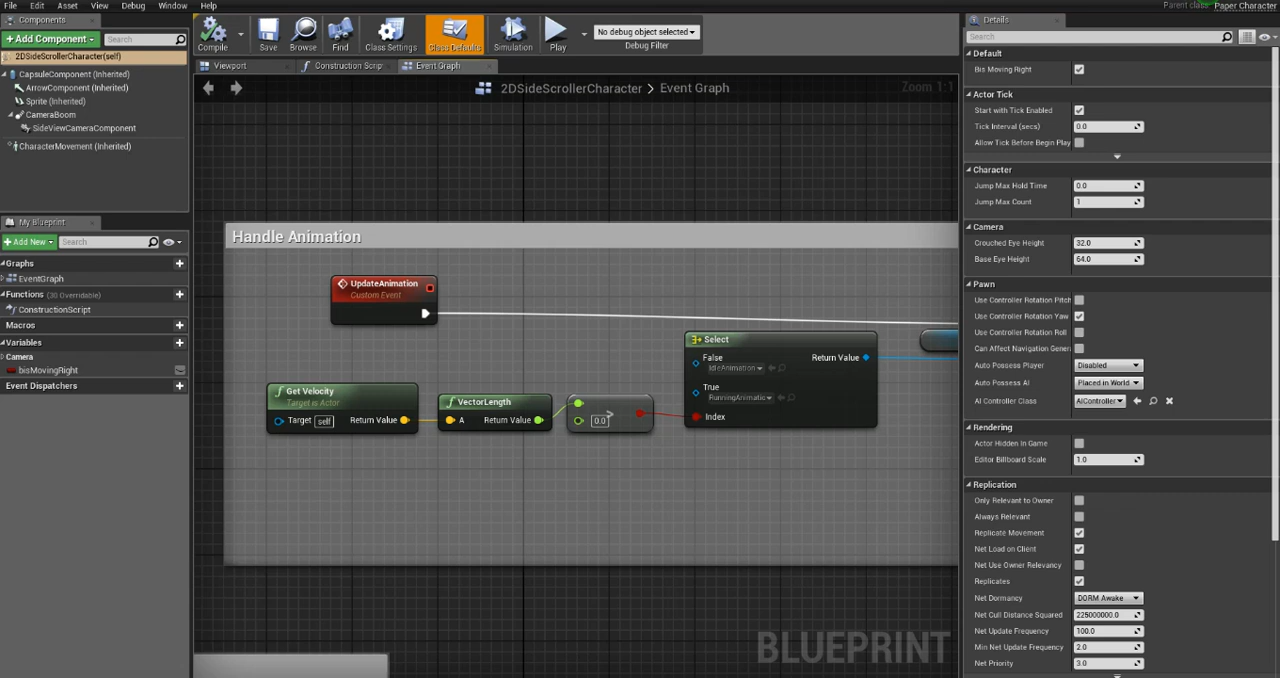 File Edit Asset View Debug Window Help
Parent class: Paper Character
Components
+ Add Component Search
2DSideScrollerCharacter(self)
CapsuleComponent (Inherited)
ArrowComponent (Inherited)
Sprite (Inherited)
CameraBoom
SideViewCameraComponent
CharacterMovement (Inherited)
My Blueprint
+ Add New Search
Graphs
EventGraph
Functions (30 Overridable)
ConstructionScript
Macros
Variables
Camera
bisMovingRight
Event Dispatchers
Compile Save Browse Find Class Settings Class Defaults Simulation Play
No debug object selected
Debug Filter
Viewport Construction Scrip Event Graph
2DSideScrollerCharacter > Event Graph
Zoom 1:1
Handle Animation
UpdateAnimation
Custom Event
Get Velocity
Target is Actor
Target self Return Value
VectorLength
A Return Value
>
0.0
Select
False Return Value
IdleAnimation
True
RunningAnimatic
Index
BLUEPRINT
Details
Search
Default
Bis Moving Right
Actor Tick
Start with Tick Enabled
Tick Interval (secs) 0.0
Allow Tick Before Begin Play
Character
Jump Max Hold Time 0.0
Jump Max Count 1
Camera
Crouched Eye Height 32.0
Base Eye Height 64.0
Pawn
Use Controller Rotation Pitch
Use Controller Rotation Yaw
Use Controller Rotation Roll
Can Affect Navigation Genera
Auto Possess Player Disabled
Auto Possess AI Placed in World
AI Controller Class AIController
Rendering
Actor Hidden In Game
Editor Billboard Scale 1.0
Replication
Only Relevant to Owner
Always Relevant
Replicate Movement
Net Load on Client
Net Use Owner Relevancy
Replicates
Net Dormancy DORM Awake
Net Cull Distance Squared 225000000.0
Net Update Frequency 100.0
Min Net Update Frequency 2.0
Net Priority 3.0